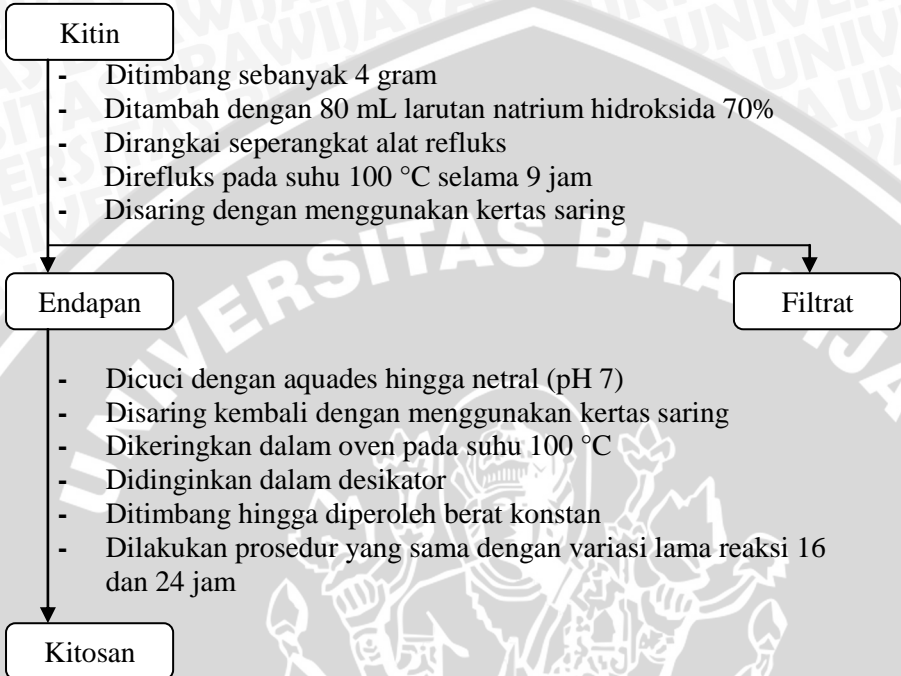 Kitin
- Ditimbang sebanyak 4 gram
- Ditambah dengan 80 mL larutan natrium hidroksida 70%
- Dirangkai seperangkat alat refluks
- Direfluks pada suhu 100 °C selama 9 jam
- Disaring dengan menggunakan kertas saring
Endapan
Filtrat
- Dicuci dengan aquades hingga netral (pH 7)
- Disaring kembali dengan menggunakan kertas saring
- Dikeringkan dalam oven pada suhu 100 °C
- Didinginkan dalam desikator
- Ditimbang hingga diperoleh berat konstan
- Dilakukan prosedur yang sama dengan variasi lama reaksi 16
dan 24 jam
Kitosan
UNIVERSITAS BRAWIJA